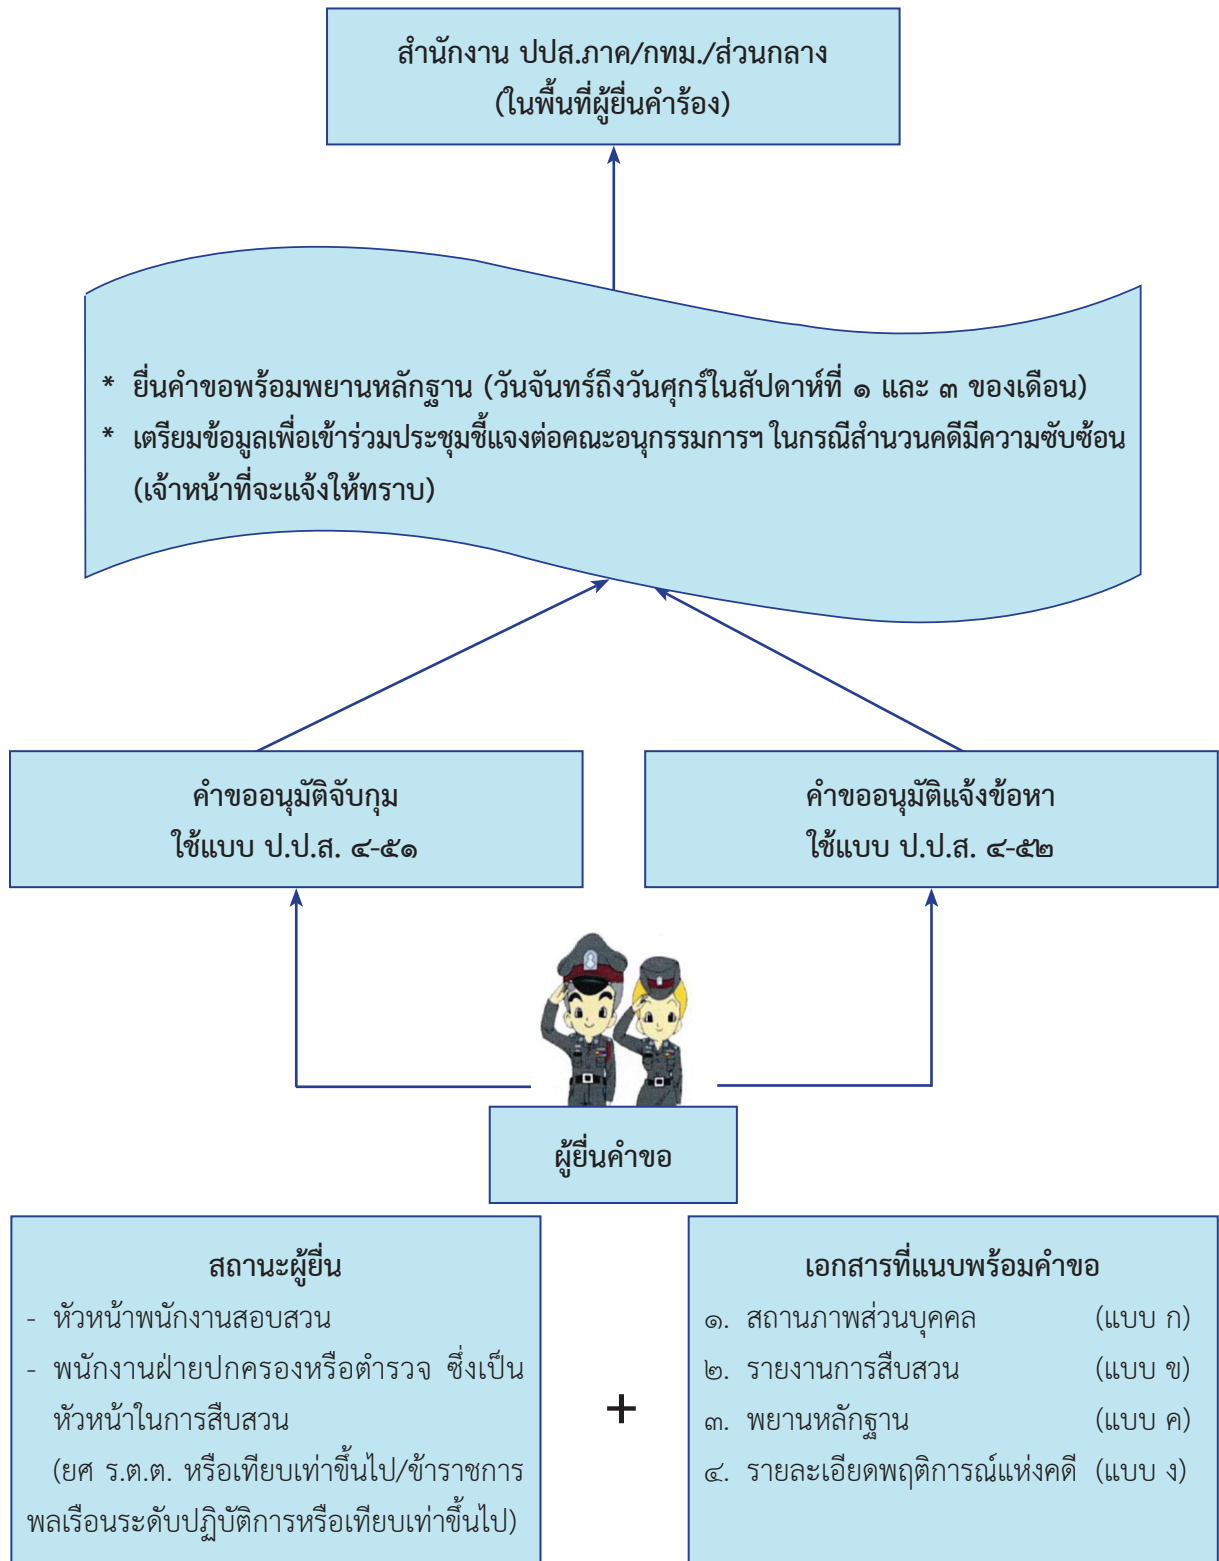 สำนักงาน ปปส.ภาค/กทม./ส่วนกลาง
(ในพื้นที่ผู้ยื่นคำร้อง)
* ยื่นคำขอพร้อมพยานหลักฐาน (วันจันทร์ถึงวันศุกร์ในสัปดาห์ที่ ๑ และ ๓ ของเดือน)
* เตรียมข้อมูลเพื่อเข้าร่วมประชุมชี้แจงต่อคณะอนุกรรมการฯ ในกรณีสำนวนคดีมีความซับซ้อน
(เจ้าหน้าที่จะแจ้งให้ทราบ)
คำขออนุมัติจับกุม
ใช้แบบ ป.ป.ส. ๔-๕๑
คำขออนุมัติแจ้งข้อหา
ใช้แบบ ป.ป.ส. ๔-๕๒
ผู้ยื่นคำขอ
สถานะผู้ยื่น
- หัวหน้าพนักงานสอบสวน
- พนักงานฝ่ายปกครองหรือตำรวจ ซึ่งเป็น
หัวหน้าในการสืบสวน
(ยศ ร.ต.ต. หรือเทียบเท่าขึ้นไป/ข้าราชการ
พลเรือนระดับปฏิบัติการหรือเทียบเท่าขึ้นไป)
+
เอกสารที่แนบพร้อมคำขอ
๑. สถานภาพส่วนบุคคล (แบบ ก)
๒. รายงานการสืบสวน (แบบ ข)
๓. พยานหลักฐาน (แบบ ค)
๔. รายละเอียดพฤติการณ์แห่งคดี (แบบ ง)